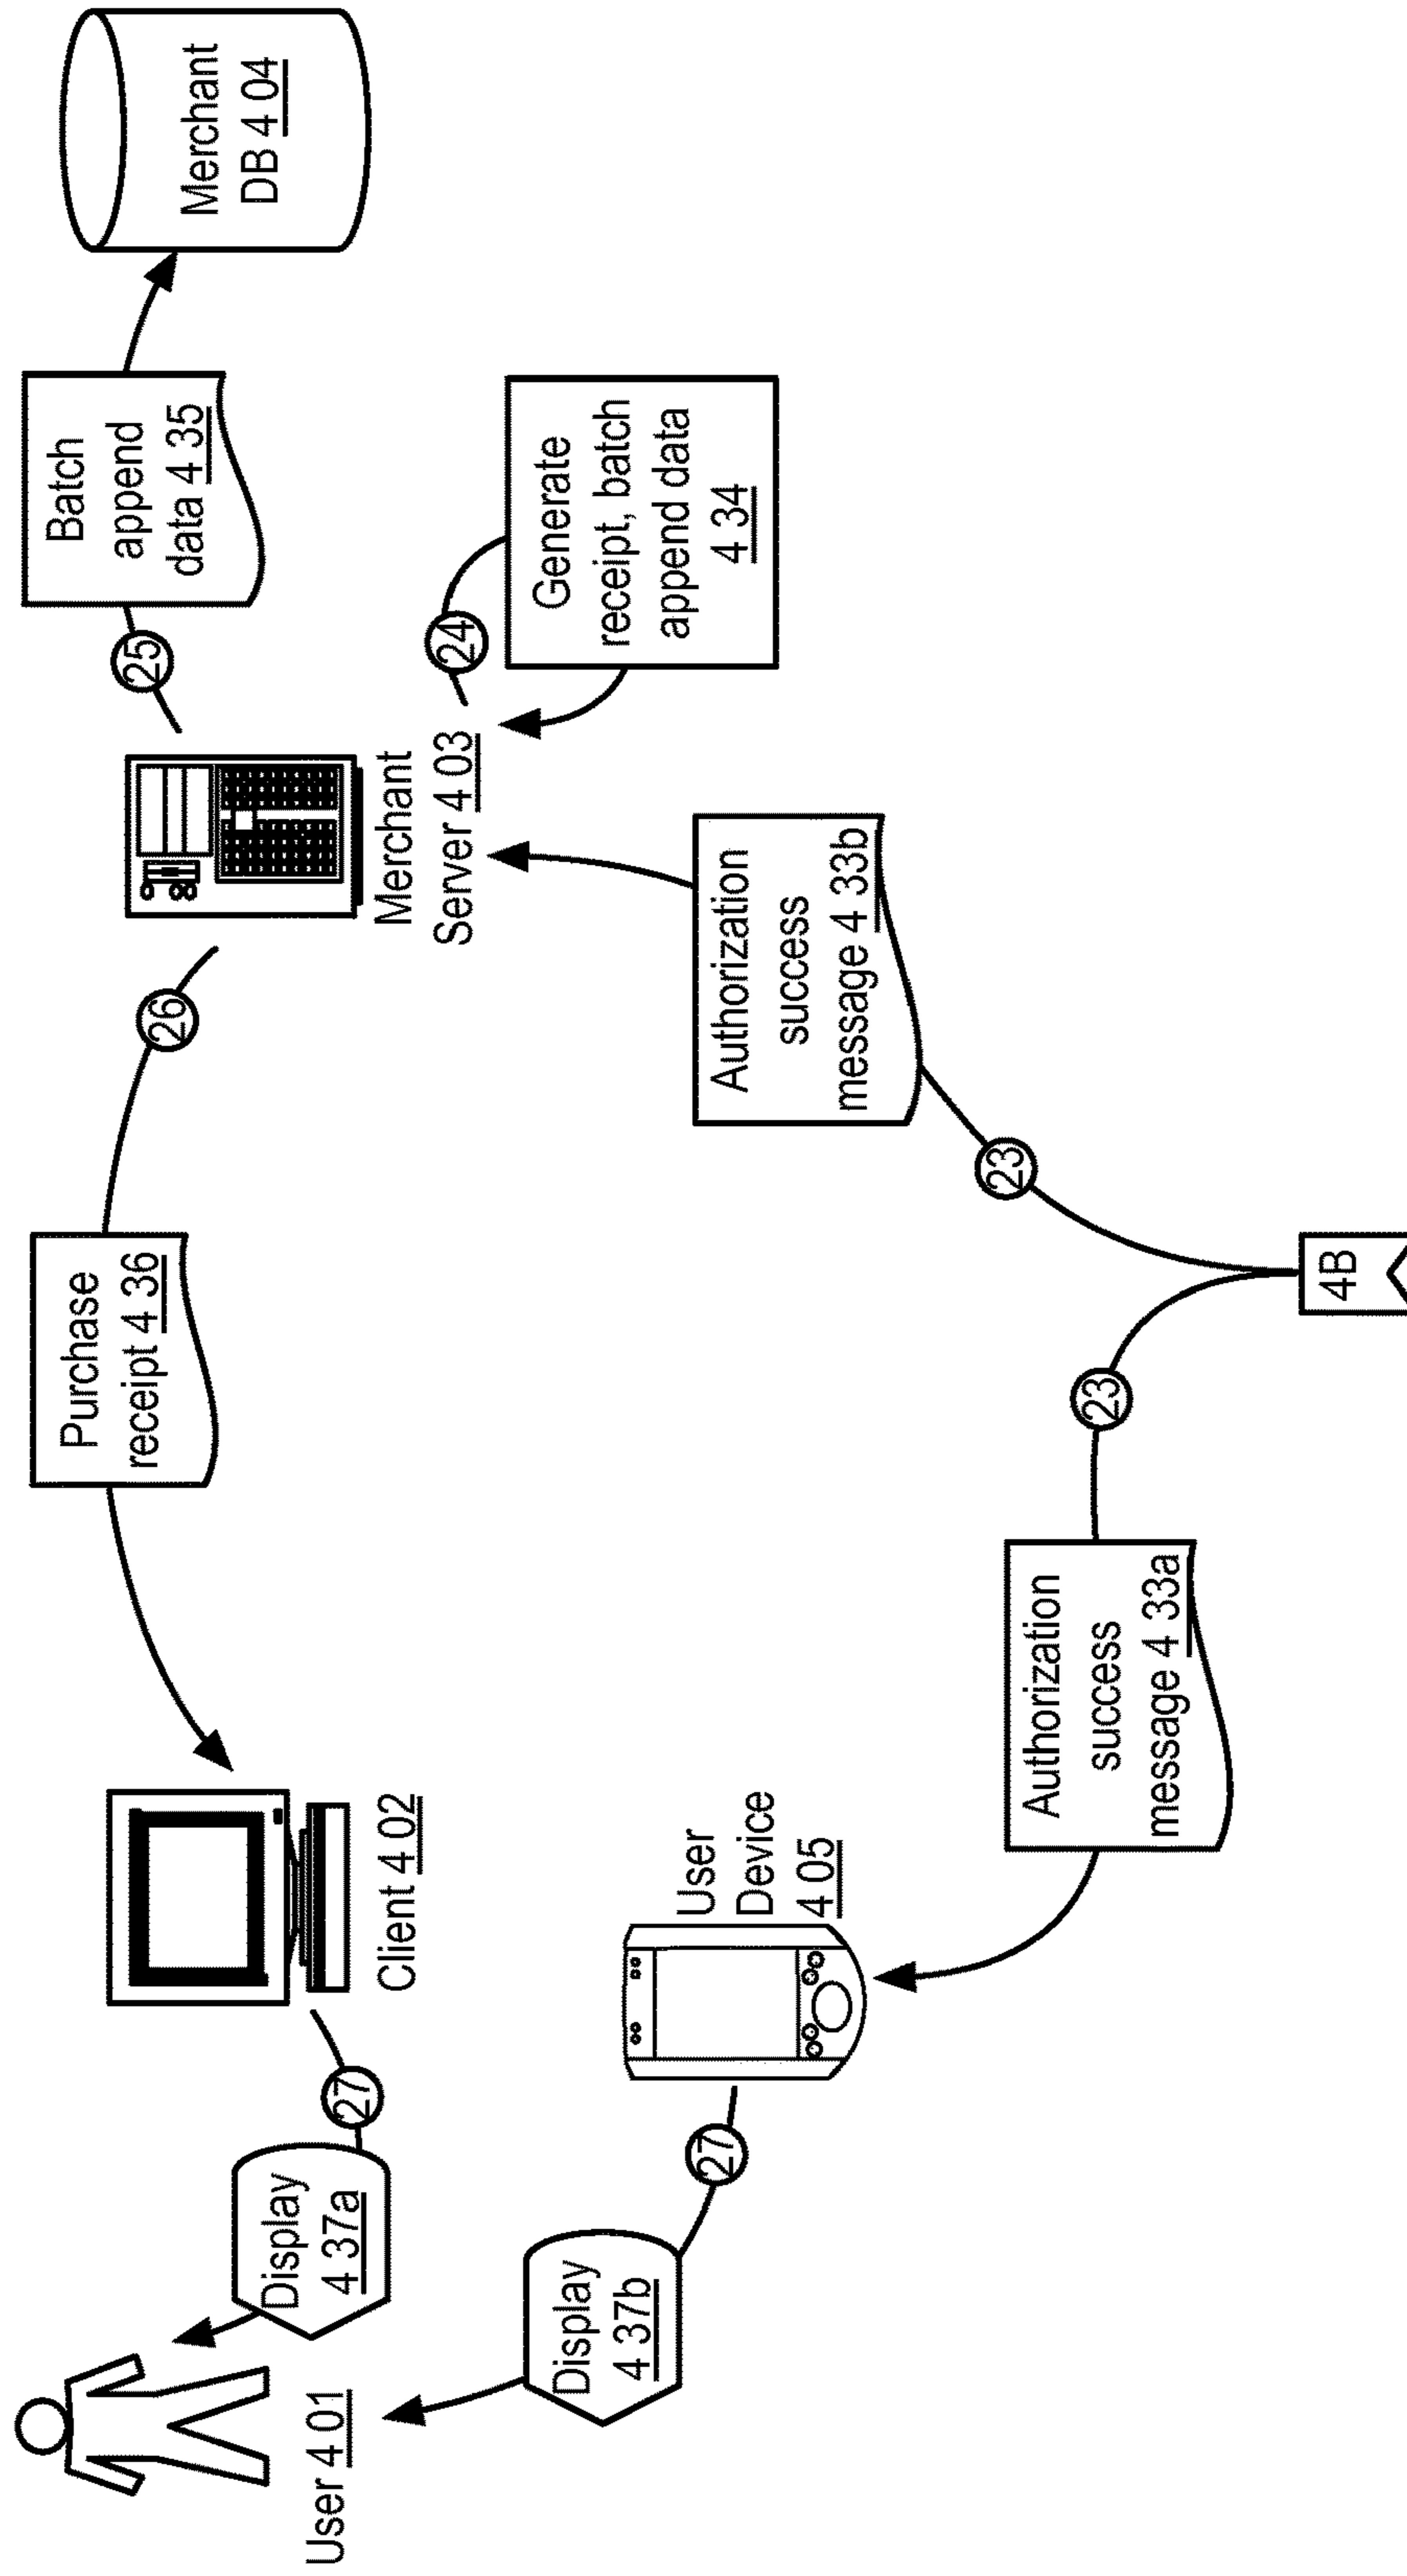 User 4 01
Display
4 37a
27
Client 4 02
Purchase
receipt 4 36
26
Merchant
Server 4 03
25
Batch
append
data 4 35
Merchant
DB 4 04
24
Generate
receipt, batch
append data
4 34
Display
4 37b
27
User
Device
4 05
Authorization
success
message 4 33b
23
Authorization
success
message 4 33a
23
4B